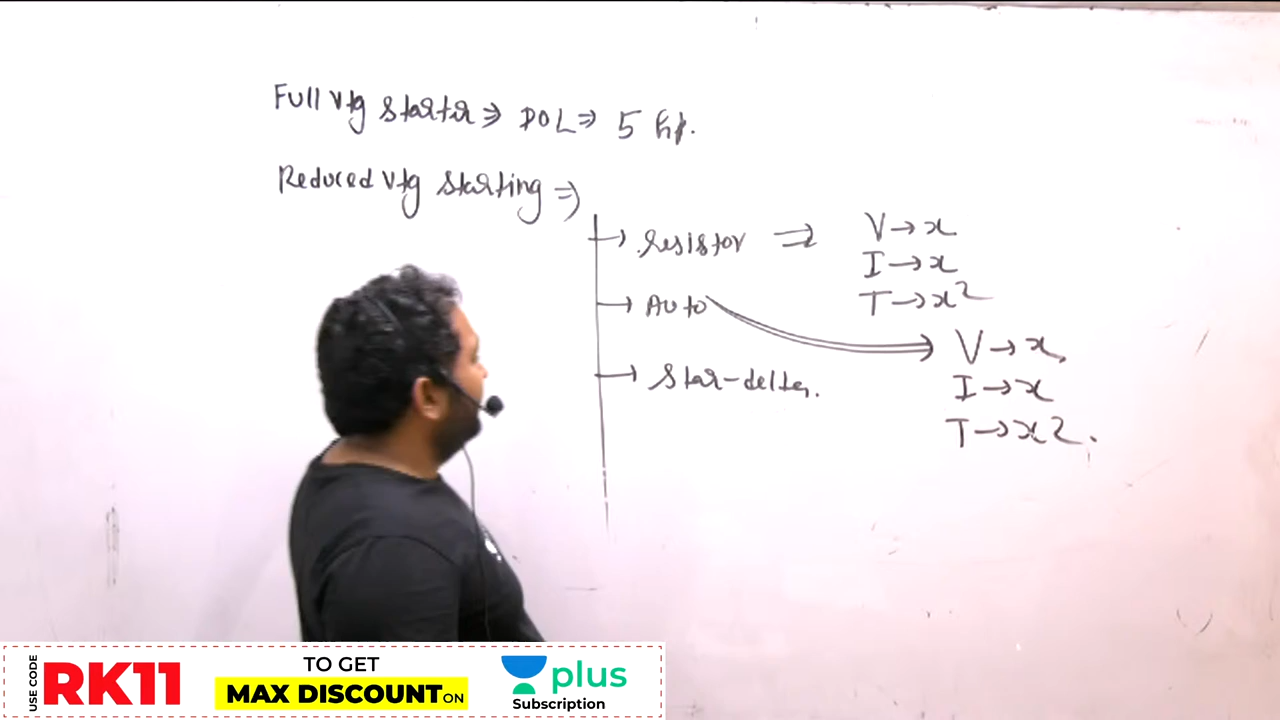 Full Vtg starter ⇒ DOL ⇒ 5 hp.
Reduced Vtg starting ⇒
→ resistor ⇒ V → x
I → x
T → x²
→ Auto ⇒ V → x,
I → x
T → x2.
→ Star-delta.
USE CODE
RK11
TO GET
MAX DISCOUNT ON
plus
Subscription